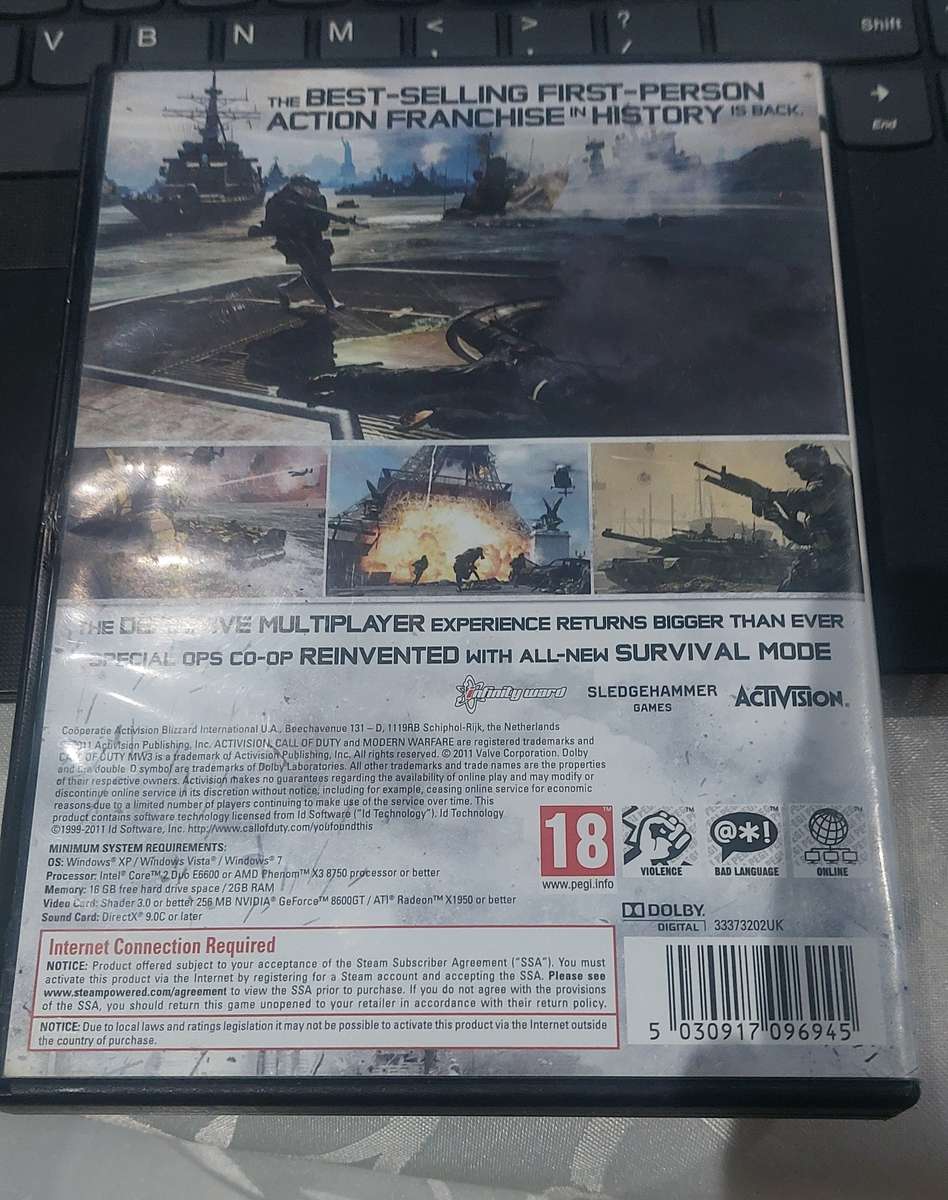 V B N M < , > . ? / Shift
End
THE BEST-SELLING FIRST-PERSON
ACTION FRANCHISE IN HISTORY IS BACK.
THE MULTIPLAYER EXPERIENCE RETURNS BIGGER THAN EVER
SPECIAL OPS CO-OP REINVENTED WITH ALL-NEW SURVIVAL MODE
infinity ward SLEDGEHAMMER GAMES ACTIVISION®
Coöperatie Activision Blizzard International U.A., Beechavenue 131 – D, 1119RB Schiphol-Rijk, the Netherlands
2011 Activision Publishing, Inc. ACTIVISION, CALL OF DUTY and MODERN WARFARE are registered trademarks and
CALL OF DUTY MW3 is a trademark of Activision Publishing, Inc. All rights reserved. © 2011 Valve Corporation. Dolby
and the double D symbol are trademarks of Dolby Laboratories. All other trademarks and trade names are the properties
of their respective owners. Activision makes no guarantees regarding the availability of online play and may modify or
discontinue online service in its discretion without notice, including for example, ceasing online service for economic
reasons due to a limited number of players continuing to make use of the service over time. This
product contains software technology licensed from Id Software ("Id Technology"). Id Technology
©1999-2011 Id Software, Inc. http://www.callofduty.com/youfoundthis
MINIMUM SYSTEM REQUIREMENTS:
OS: Windows® XP / Windows Vista® / Windows® 7
Processor: Intel® Core™ 2 Duo E6600 or AMD Phenom™ X3 8750 processor or better
Memory: 16 GB free hard drive space / 2GB RAM
Video Card: Shader 3.0 or better 256 MB NVIDIA® GeForce™ 8600GT / ATI® Radeon™ X1950 or better
Sound Card: DirectX® 9.0C or later
18
www.pegi.info
VIOLENCE
@*!
BAD LANGUAGE
ONLINE
DOLBY
DIGITAL 33373202UK
Internet Connection Required
NOTICE: Product offered subject to your acceptance of the Steam Subscriber Agreement ("SSA"). You must
activate this product via the Internet by registering for a Steam account and accepting the SSA. Please see
www.steampowered.com/agreement to view the SSA prior to purchase. If you do not agree with the provisions
of the SSA, you should return this game unopened to your retailer in accordance with their return policy.
NOTICE: Due to local laws and ratings legislation it may not be possible to activate this product via the Internet outside
the country of purchase.
5 030917 096945